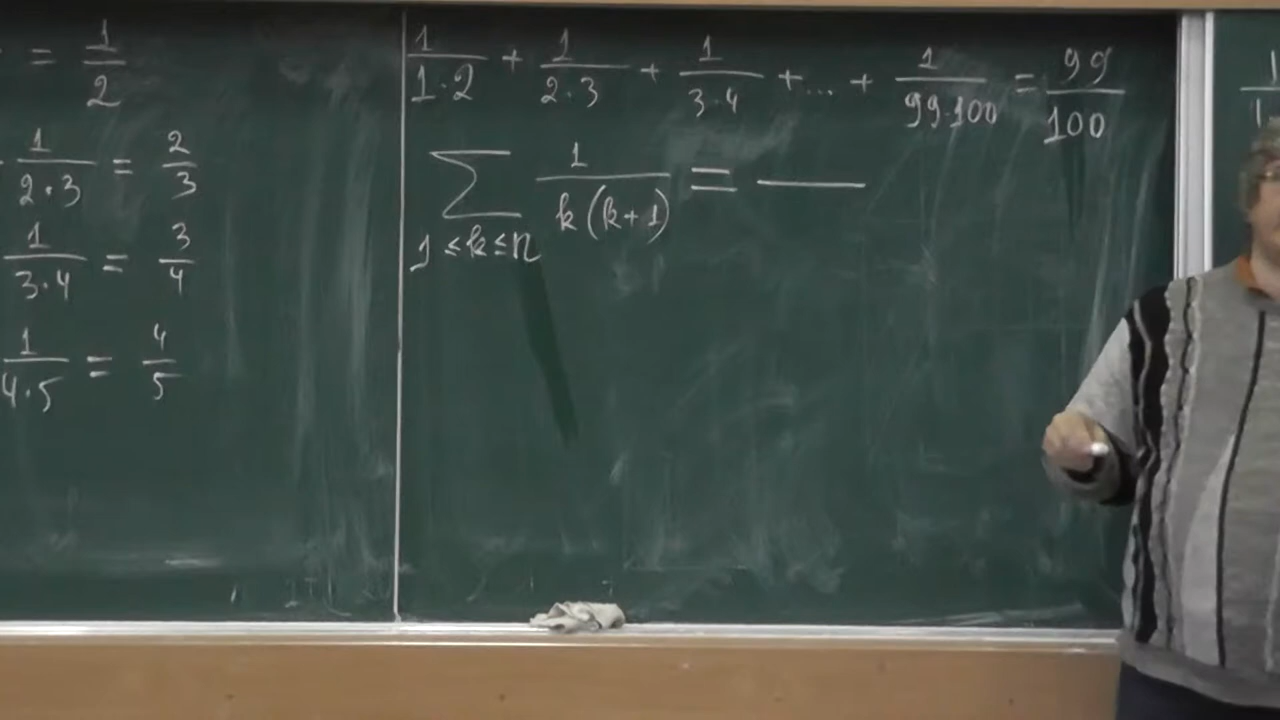 = 1/2
1/(2·3) = 2/3
1/(3·4) = 3/4
1/(4·5) = 4/5
1/(1·2) + 1/(2·3) + 1/(3·4) + ... + 1/(99·100) = 99/100
∑_{1≤k≤n} 1/(k(k+1)) = —